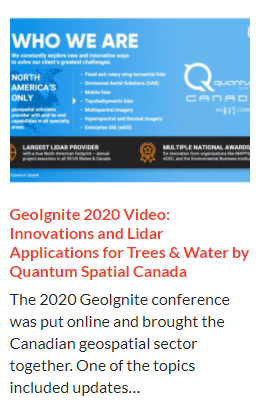 WHO WE ARE
We constantly explore new and innovative ways
to solve our client's greatest challenges.
NORTH
AMERICA'S
ONLY
geospatial solutions
provider with end-to-end
capabilities in all specialty
areas.
• Fixed and rotary wing terrestrial lidar
• Unmanned Aerial Solutions (UAS)
• Mobile lidar
• Topobathymetric lidar
• Multispectral Imagery
• Hyperspectral and thermal imagery
• Enterprise GIS (eGIS)
Quantum
CANADA
AN NV5 COM
LARGEST LIDAR PROVIDER
with a true North American footprint – annual
project execution in all 50 US States & Canada
MULTIPLE NATIONAL AWARDS
for innovation from organizations like MAPPS
ACEC, and the Environmental Business
Quantum Spatial
GeoIgnite 2020 Video:
Innovations and Lidar
Applications for Trees & Water by
Quantum Spatial Canada
The 2020 GeoIgnite conference
was put online and brought the
Canadian geospatial sector
together. One of the topics
included updates…